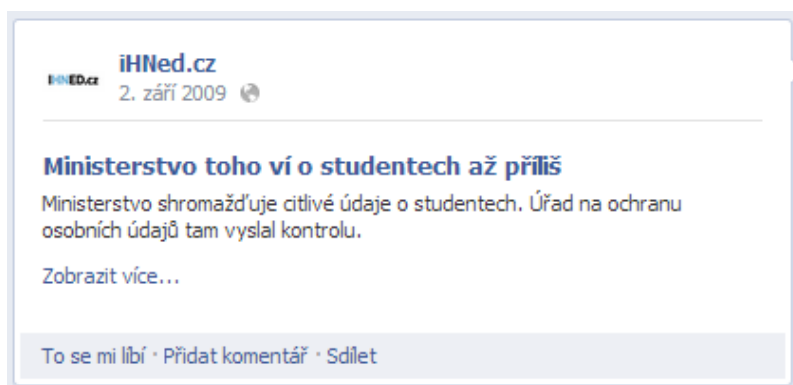 iHNed.cz
IHNED.cz
2. září 2009
Ministerstvo toho ví o studentech až příliš
Ministerstvo shromažďuje citlivé údaje o studentech. Úřad na ochranu
osobních údajů tam vyslal kontrolu.
Zobrazit více...
To se mi líbí · Přidat komentář · Sdílet